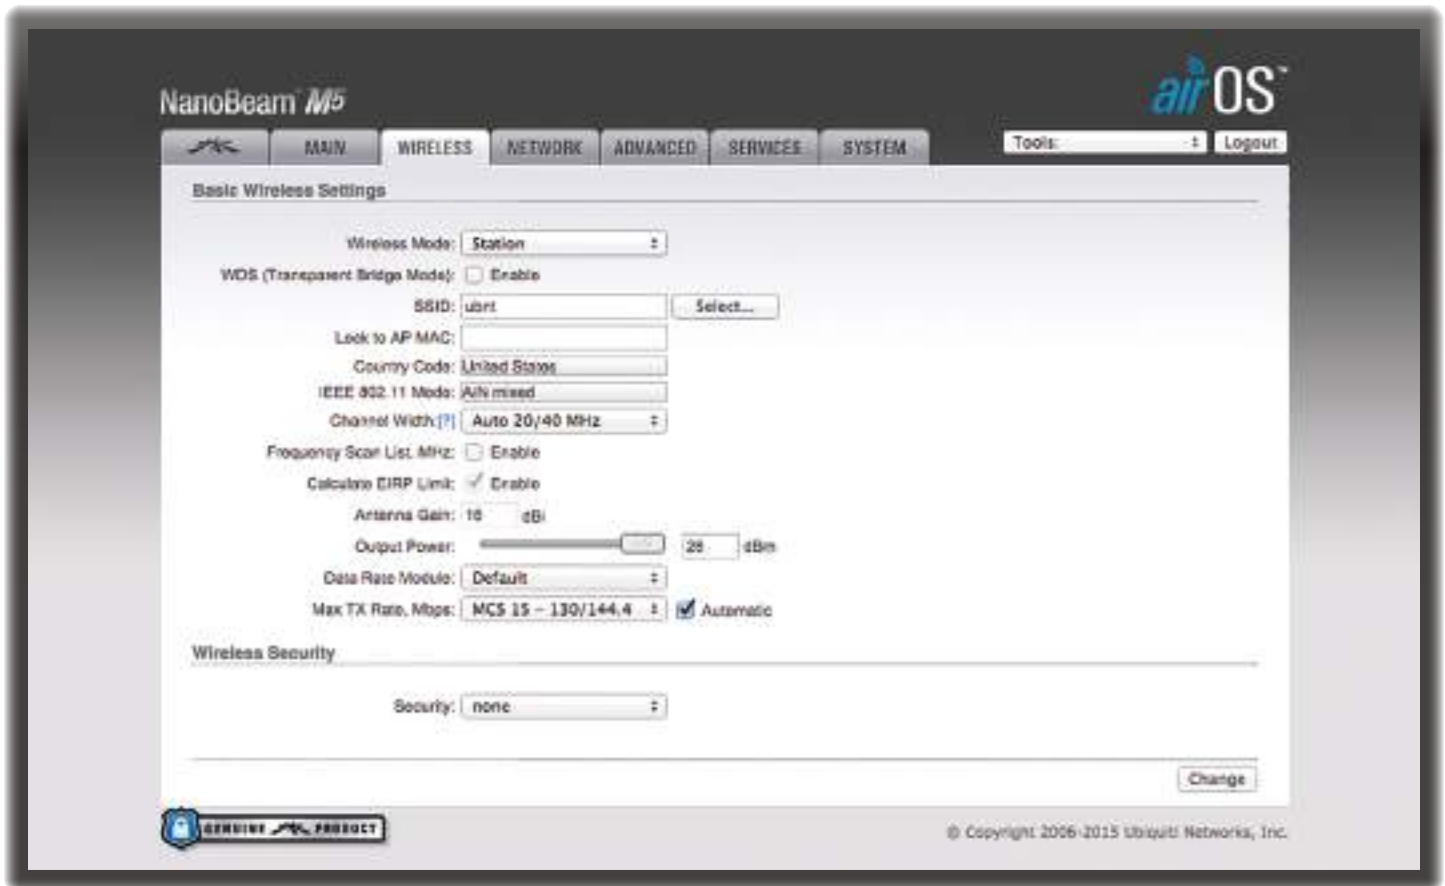 airOS™
NanoBeam™ M5
MAIN WIRELESS NETWORK ADVANCED SERVICES SYSTEM Tools: Logout
Basic Wireless Settings
Wireless Mode: Station
WDS (Transparent Bridge Mode): Enable
SSID: ubnt Select...
Lock to AP MAC:
Country Code: United States
IEEE 802.11 Mode: A/N mixed
Channel Width:[?] Auto 20/40 MHz
Frequency Scan List, MHz: Enable
Calculate EIRP Limit: Enable
Antenna Gain: dBi
Output Power: dBm
Data Rate Module: Default
Max TX Rate, Mbps: MCS 15 - 130/144.4 Automatic
Wireless Security
Security: none
Change
GENUINE PRODUCT
© Copyright 2006-2015 Ubiquiti Networks, Inc.